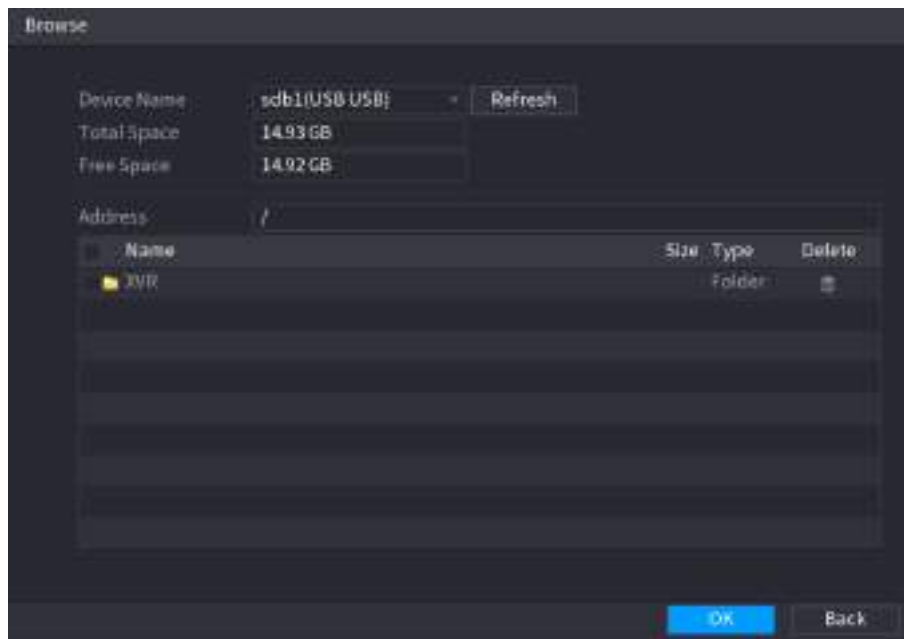 Browse
Device Name sdb1(USB USB) Refresh
Total Space 14.93 GB
Free Space 14.92 GB
Address /
Name Size Type Delete
XVR Folder
OK Back